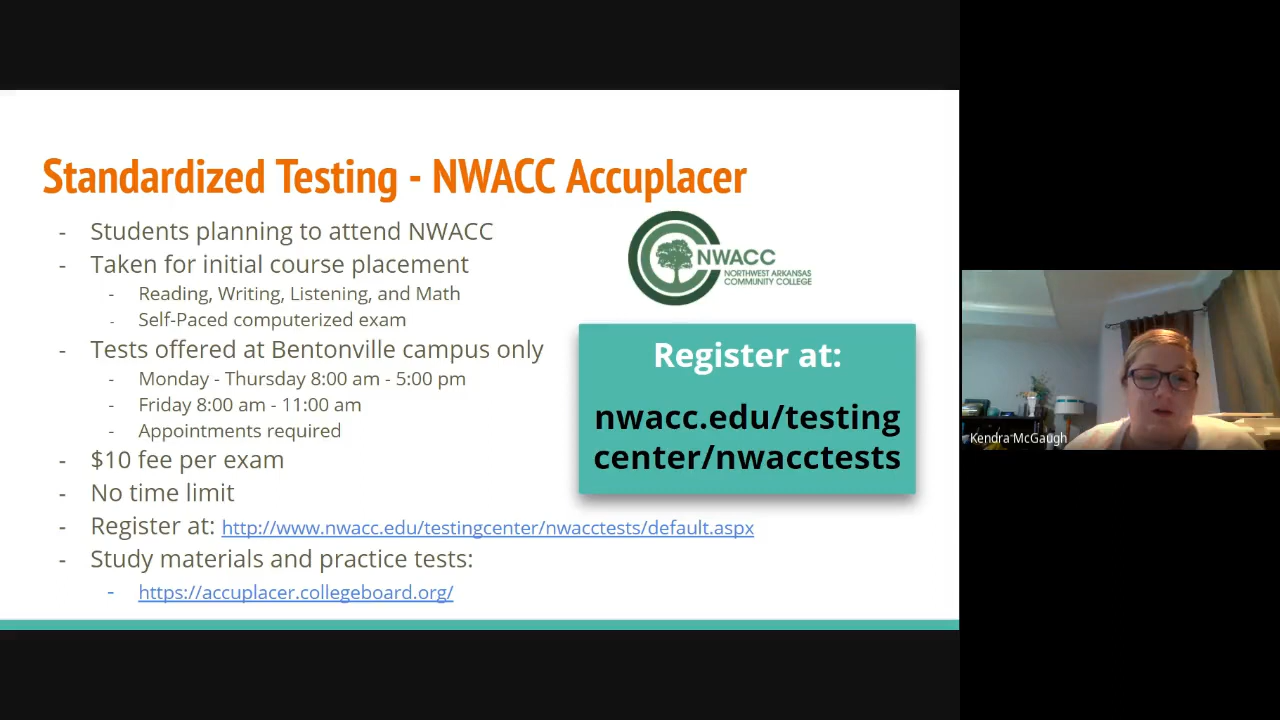 Standardized Testing - NWACC Accuplacer
- Students planning to attend NWACC
- Taken for initial course placement
- Reading, Writing, Listening, and Math
- Self-Paced computerized exam
- Tests offered at Bentonville campus only
- Monday - Thursday 8:00 am - 5:00 pm
- Friday 8:00 am - 11:00 am
- Appointments required
- $10 fee per exam
- No time limit
- Register at: http://www.nwacc.edu/testingcenter/nwacctests/default.aspx
- Study materials and practice tests:
- https://accuplacer.collegeboard.org/
NWACC
NORTHWEST ARKANSAS
COMMUNITY COLLEGE
Register at:
nwacc.edu/testing
center/nwacctests
Kendra McGaugh